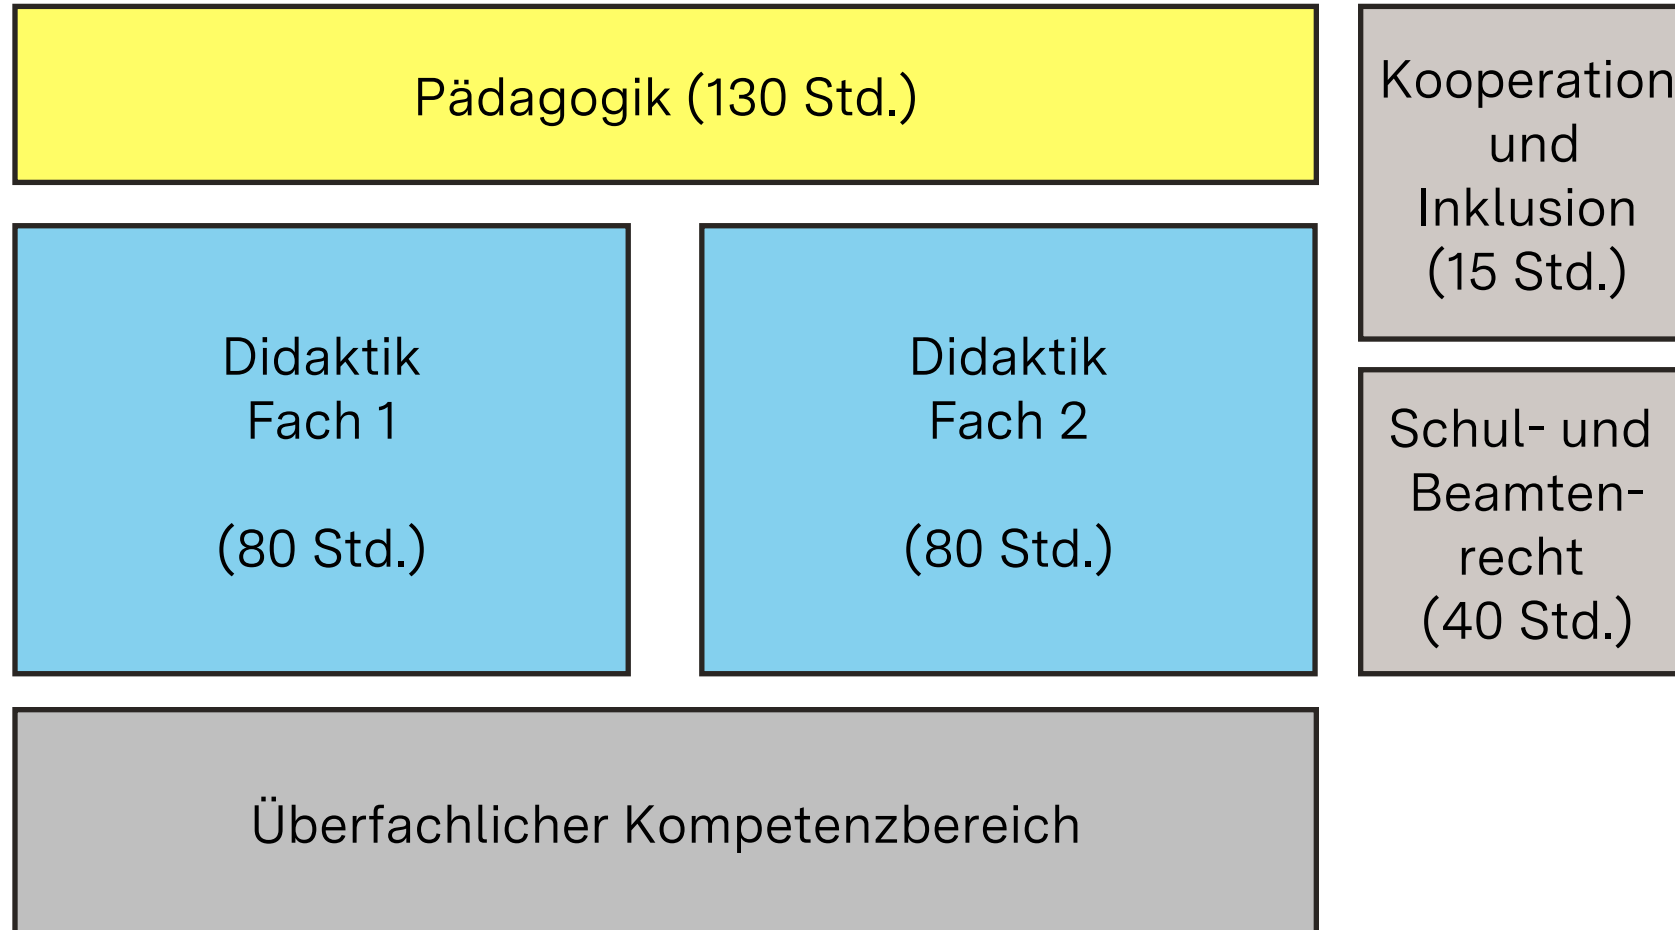 Pädagogik (130 Std.)
Kooperation
und
Inklusion
(15 Std.)
Didaktik
Fach 1
(80 Std.)
Didaktik
Fach 2
(80 Std.)
Schul- und
Beamten-
recht
(40 Std.)
Überfachlicher Kompetenzbereich